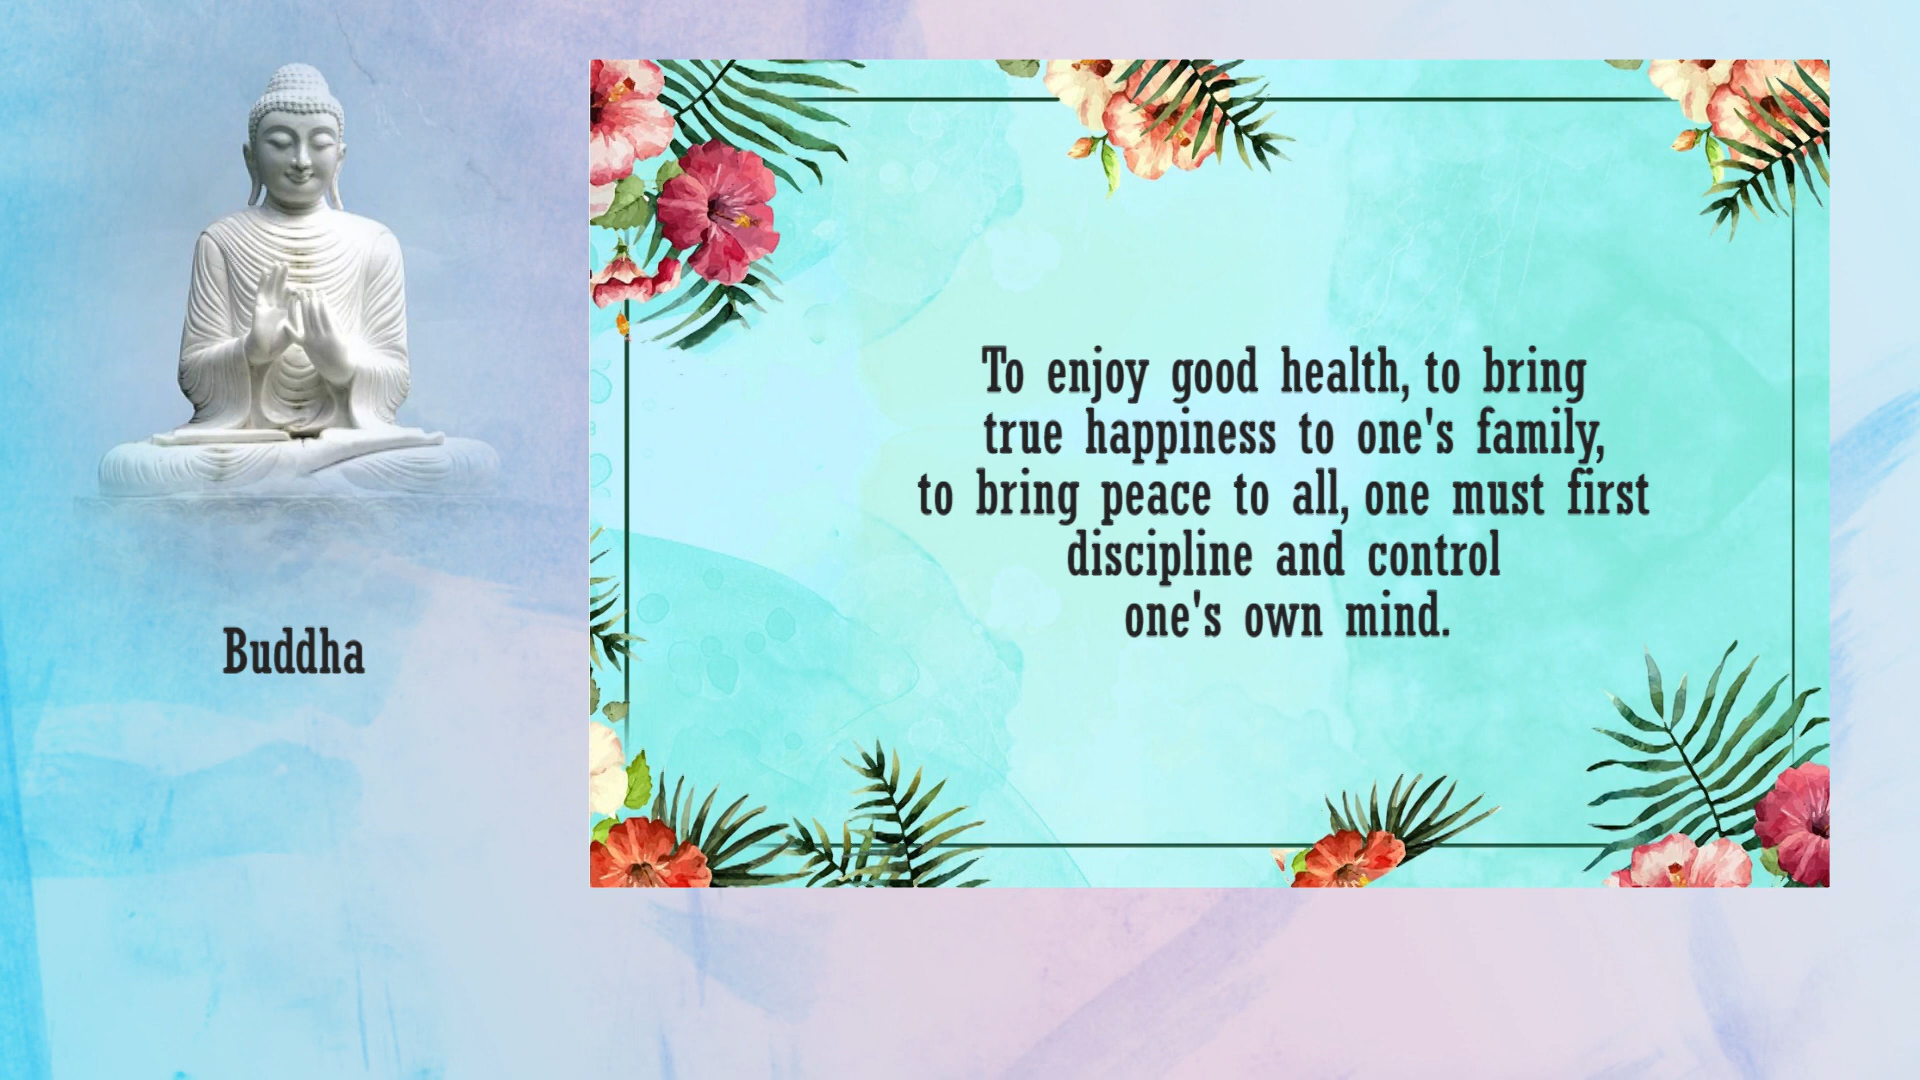 Buddha
To enjoy good health, to bring
true happiness to one's family,
to bring peace to all, one must first
discipline and control
one's own mind.